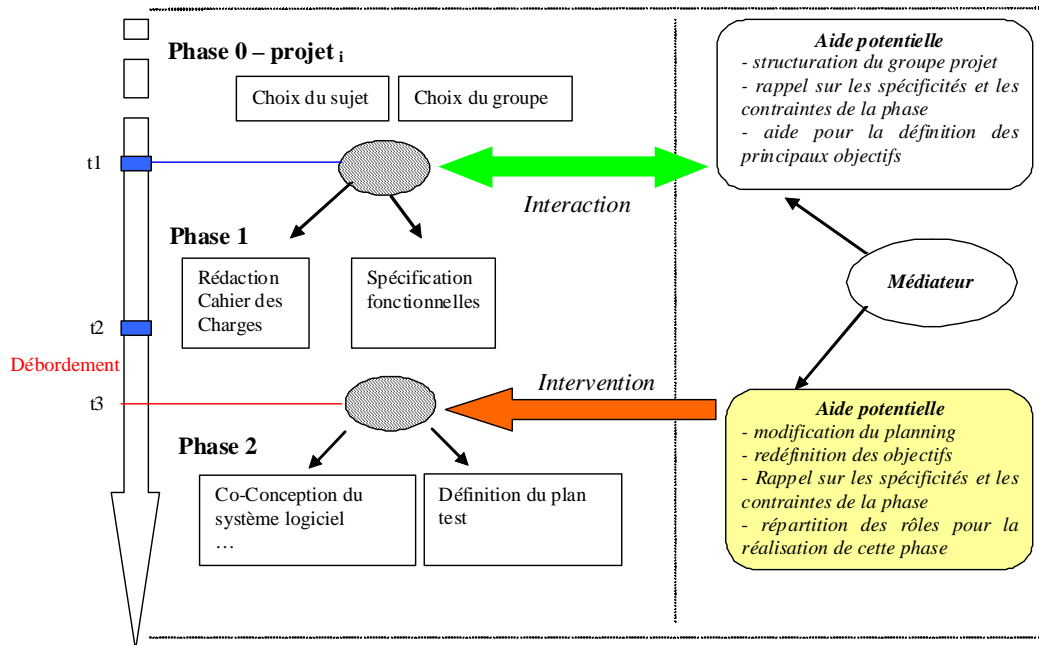 Phase 0 – projet i
Choix du sujet
Choix du groupe
t1
Interaction
Aide potentielle
- structuration du groupe projet
- rappel sur les spécificités et les
contraintes de la phase
- aide pour la définition des
principaux objectifs
Phase 1
Rédaction
Cahier des
Charges
Spécification
fonctionnelles
Médiateur
t2
Débordement
t3
Intervention
Phase 2
Co-Conception du
système logiciel
…
Définition du plan
test
Aide potentielle
- modification du planning
- redéfinition des objectifs
- Rappel sur les spécificités et les
contraintes de la phase
- répartition des rôles pour la
réalisation de cette phase